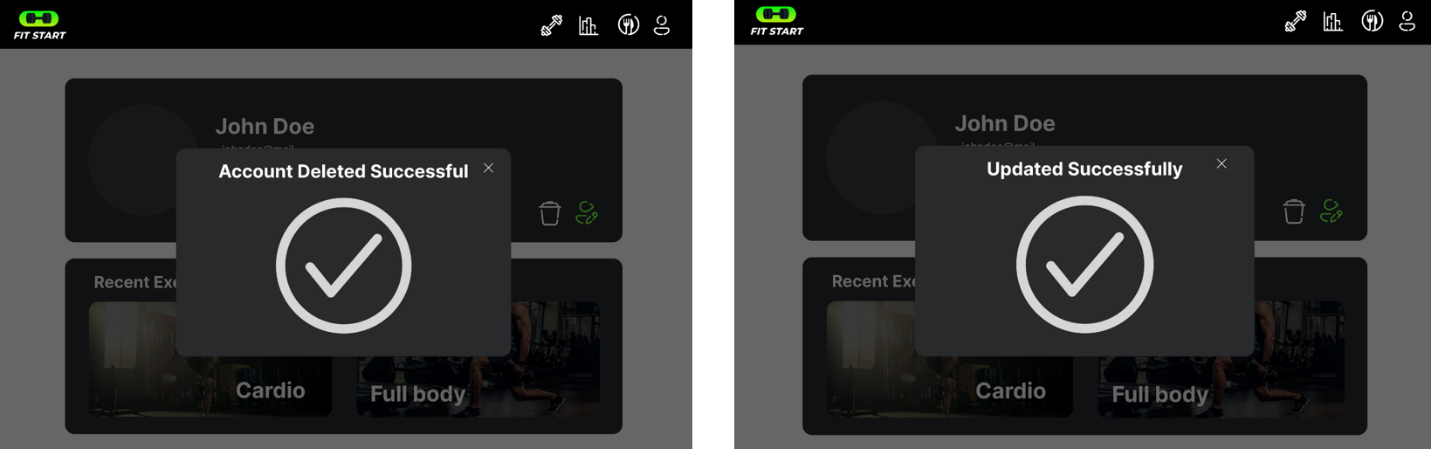 FIT START
John Doe
Account Deleted Successful
Recent Exe
Cardio
Full body
FIT START
John Doe
Updated Successfully
Recent Exe
Cardio
Full body